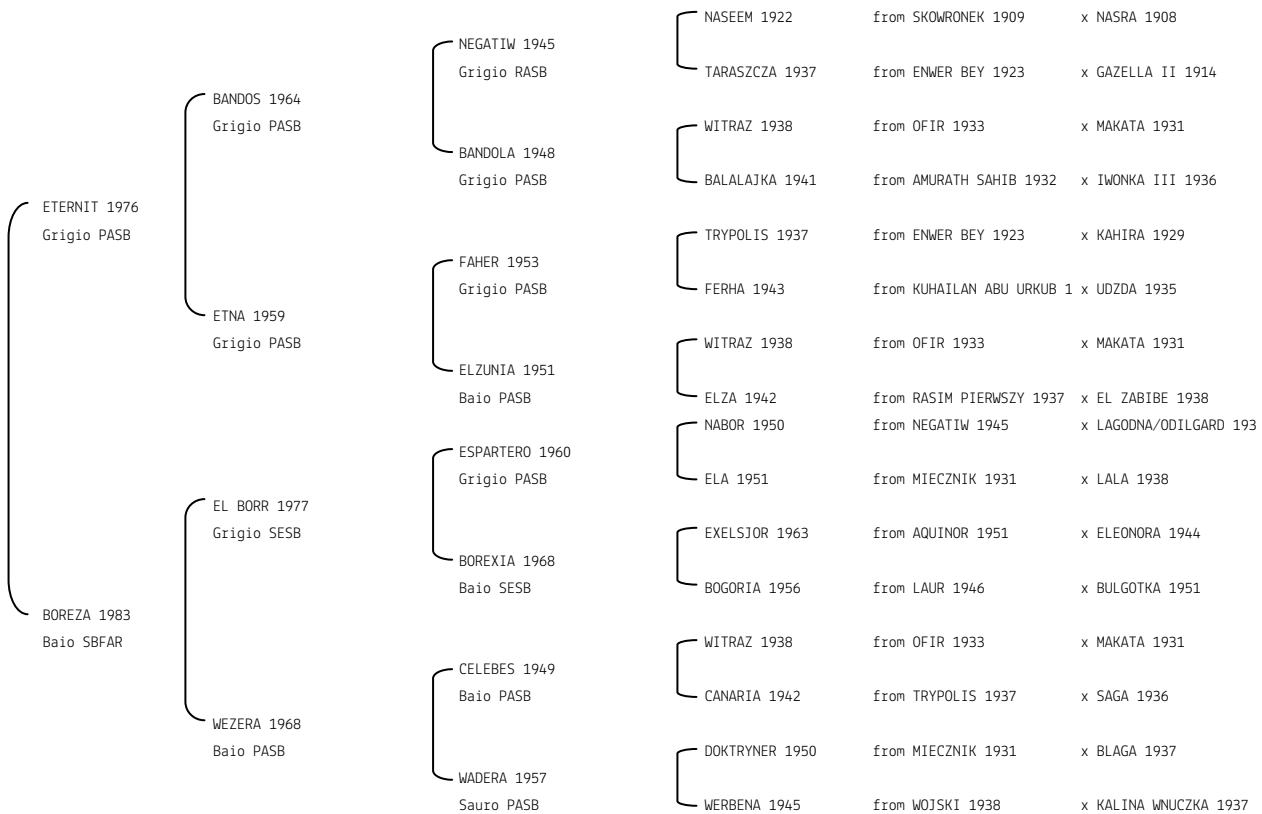 NASEEM 1922 from SKOWRONEK 1909 x NASRA 1908
NEGATIW 1945
Grigio RASB TARASZCZA 1937 from ENWER BEY 1923 x GAZELLA II 1914
BANDOS 1964
Grigio PASB WITRAZ 1938 from OFIR 1933 x MAKATA 1931
BANDOLA 1948
Grigio PASB BALALAJKA 1941 from AMURATH SAHIB 1932 x IWONKA III 1936
ETERNIT 1976
Grigio PASB TRYPOLIS 1937 from ENWER BEY 1923 x KAHIRA 1929
FAHER 1953
Grigio PASB FERHA 1943 from KUHAILAN ABU URKUB 1 x UDZDA 1935
ETNA 1959
Grigio PASB WITRAZ 1938 from OFIR 1933 x MAKATA 1931
ELZUNIA 1951
Baio PASB ELZA 1942 from RASIM PIERWSZY 1937 x EL ZABIBE 1938
NABOR 1950 from NEGATIW 1945 x LAGODNA/ODILGARD 193
ESPARTERO 1960
Grigio PASB ELA 1951 from MIECZNIK 1931 x LALA 1938
EL BORR 1977
Grigio SESB EXELSJOR 1963 from AQUINOR 1951 x ELEONORA 1944
BOREXIA 1968
Baio SESB BOGORIA 1956 from LAUR 1946 x BULGOTKA 1951
BOREZA 1983
Baio SBFAR WITRAZ 1938 from OFIR 1933 x MAKATA 1931
CELEBES 1949
Baio PASB CANARIA 1942 from TRYPOLIS 1937 x SAGA 1936
WEZERA 1968
Baio PASB DOKTRYNER 1950 from MIECZNIK 1931 x BLAGA 1937
WADERA 1957
Sauro PASB WERBENA 1945 from WOJSKI 1938 x KALINA WNUCZKA 1937